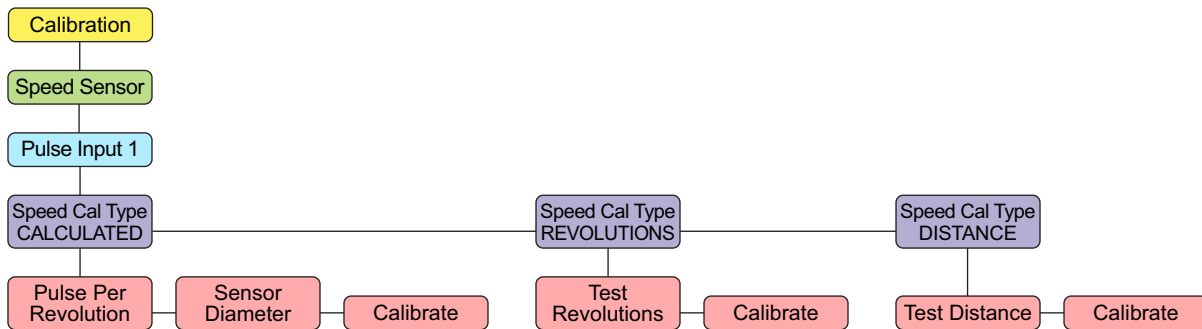 Calibration
Speed Sensor
Pulse Input 1
Speed Cal Type
CALCULATED
Speed Cal Type
REVOLUTIONS
Speed Cal Type
DISTANCE
Pulse Per
Revolution
Sensor
Diameter
Calibrate
Test
Revolutions
Calibrate
Test Distance
Calibrate